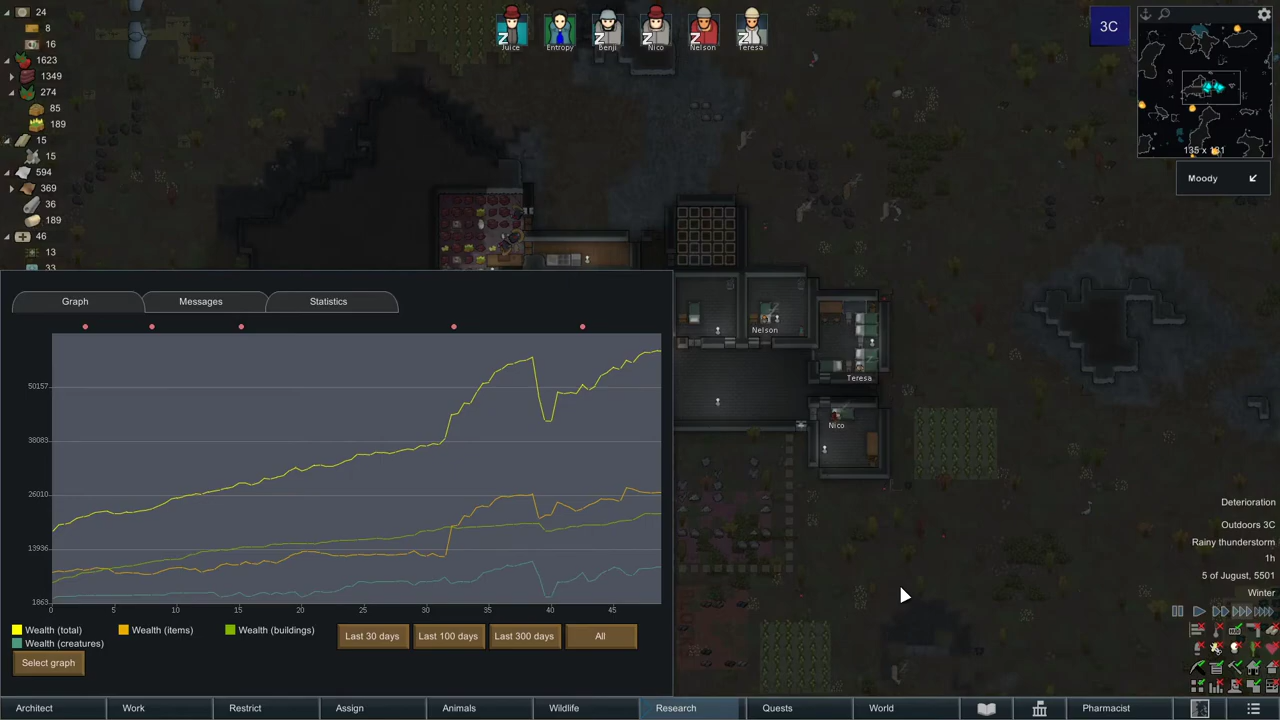 24
8
16
1623
1349
274
85
189
15
15
594
369
36
189
46
13
33
Z Z Z Z Z
Juice Entropy Benji Nico Nelson Teresa
3C
135 x 131
Moody
Nelson
Teresa
Nico
Graph Messages Statistics
50157
38083
26010
13936
1863
0 5 10 15 20 25 30 35 40 45
Wealth (total) Wealth (items) Wealth (buildings)
Wealth (creatures)
Last 30 days Last 100 days Last 300 days All
Select graph
Deterioration
Outdoors 3C
Rainy thunderstorm
1h
5 of Jugust, 5501
Winter
Architect Work Restrict Assign Animals Wildlife Research Quests World Pharmacist